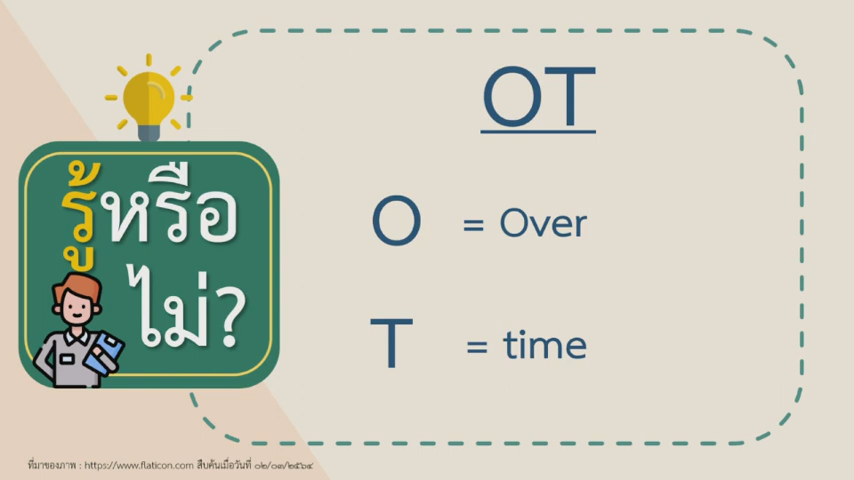 รู้หรือ
ไม่?
OT
O = Over
T = time
ที่มาของภาพ : https://www.flaticon.com สืบค้นเมื่อวันที่ ๐๒/๐๓/๒๕๖๔